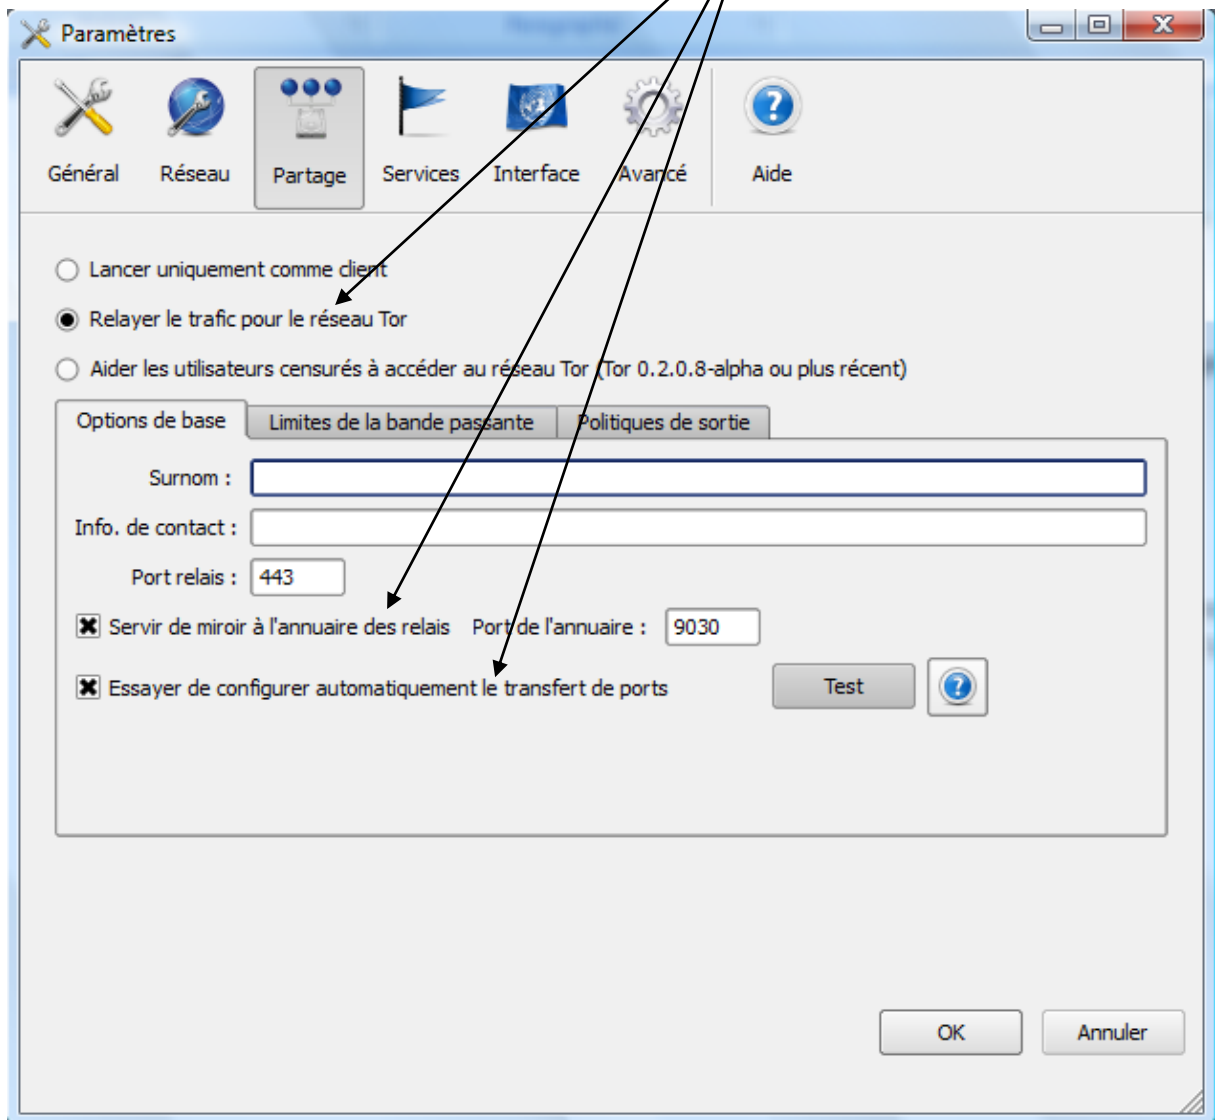 Paramètres
Général Réseau Partage Services Interface Avancé Aide
Lancer uniquement comme client
Relayer le trafic pour le réseau Tor
Aider les utilisateurs censurés à accéder au réseau Tor (Tor 0.2.0.8-alpha ou plus récent)
Options de base Limites de la bande passante Politiques de sortie
Surnom :
Info. de contact :
Port relais : 443
Servir de miroir à l'annuaire des relais Port de l'annuaire : 9030
Essayer de configurer automatiquement le transfert de ports Test
OK Annuler